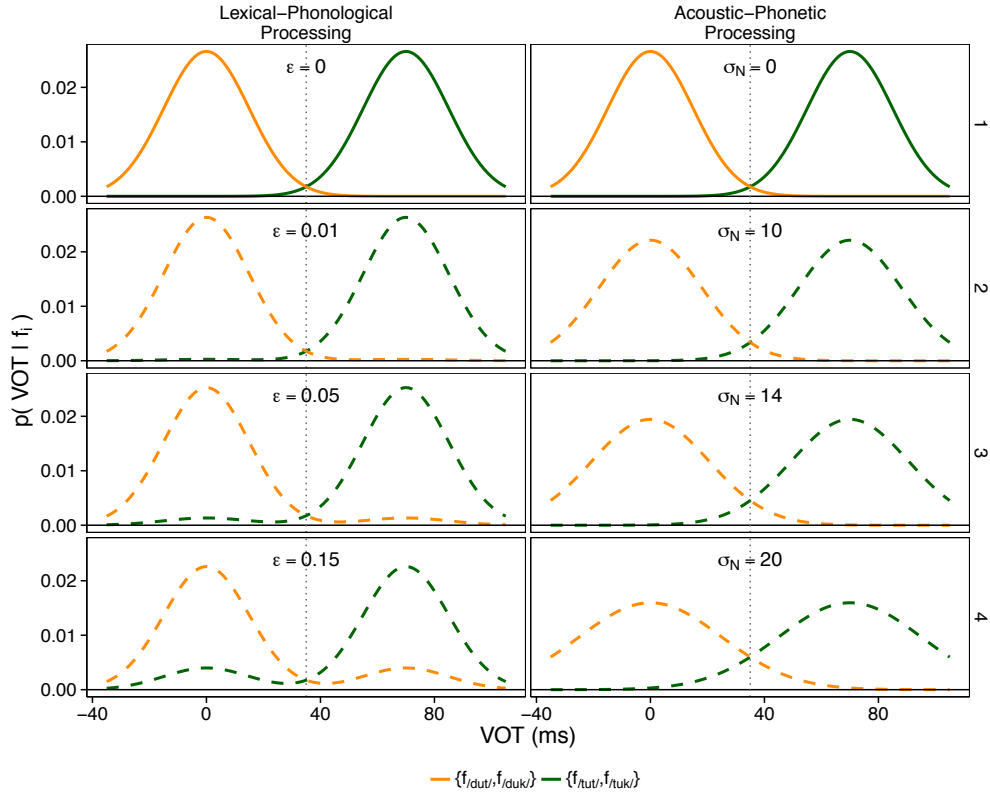 Lexical−Phonological
Processing
Acoustic−Phonetic
Processing
ε = 0
σN = 0
0.02
0.01
0.00
1
ε = 0.01
σN = 10
0.02
0.01
0.00
2
ε = 0.05
σN = 14
0.02
0.01
0.00
3
ε = 0.15
σN = 20
0.02
0.01
0.00
4
p( VOT | fi )
−40 0 40 80 −40 0 40 80
VOT (ms)
{f/dut/,f/duk/} {f/tut/,f/tuk/}